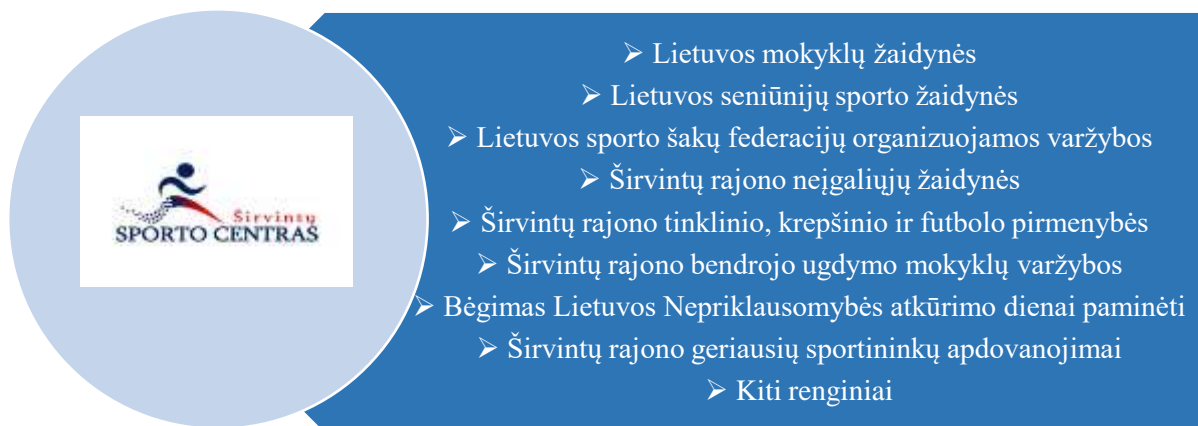 Širvintų
SPORTO CENTRAS
➢ Lietuvos mokyklų žaidynės
➢ Lietuvos seniūnijų sporto žaidynės
➢ Lietuvos sporto šakų federacijų organizuojamos varžybos
➢ Širvintų rajono neįgaliųjų žaidynės
➢ Širvintų rajono tinklinio, krepšinio ir futbolo pirmenybės
➢ Širvintų rajono bendrojo ugdymo mokyklų varžybos
➢ Bėgimas Lietuvos Nepriklausomybės atkūrimo dienai paminėti
➢ Širvintų rajono geriausių sportininkų apdovanojimai
➢ Kiti renginiai